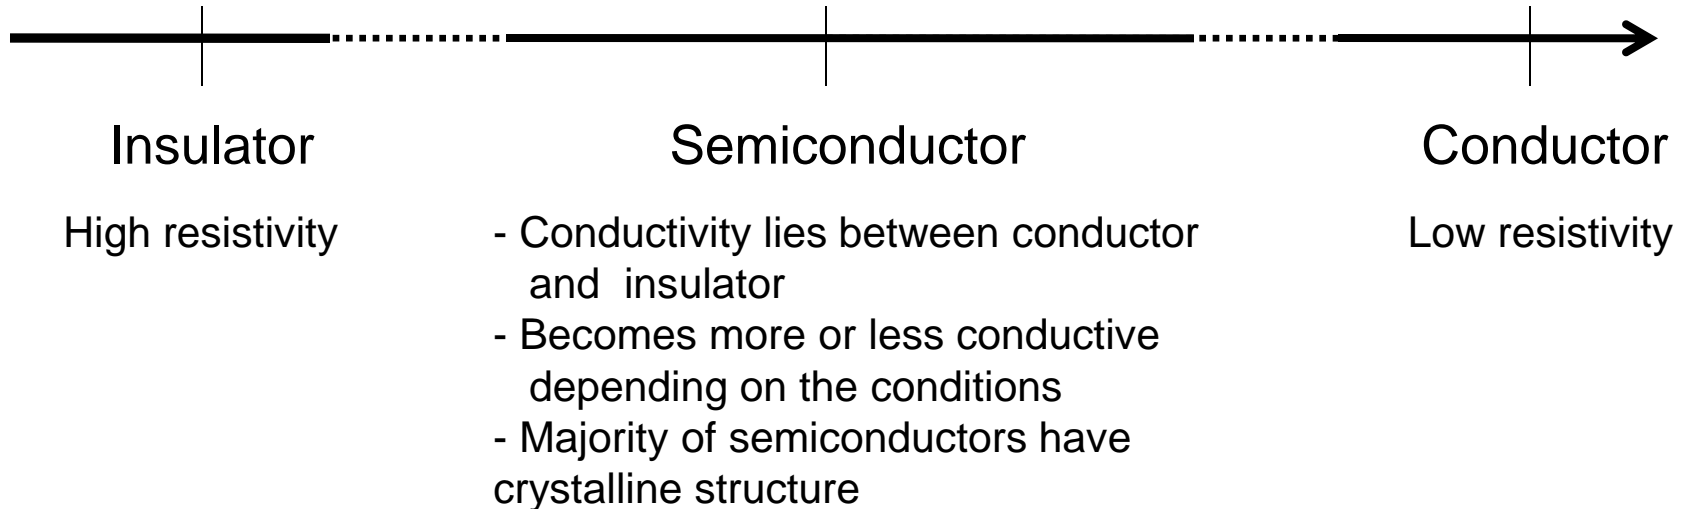 Insulator
Semiconductor
Conductor
High resistivity
- Conductivity lies between conductor
and insulator
- Becomes more or less conductive
depending on the conditions
- Majority of semiconductors have
crystalline structure
Low resistivity